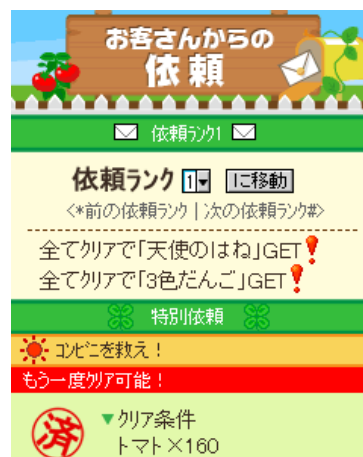 お客さんからの
依頼
依頼ランク1
依頼ランク 1 に移動
<*前の依頼ランク|次の依頼ランク#>
全てクリアで「天使のはね」GET!
全てクリアで「3色だんご」GET!
特別依頼
コンビニを救え!
もう一度クリア可能!
済
▼クリア条件
トマト×160